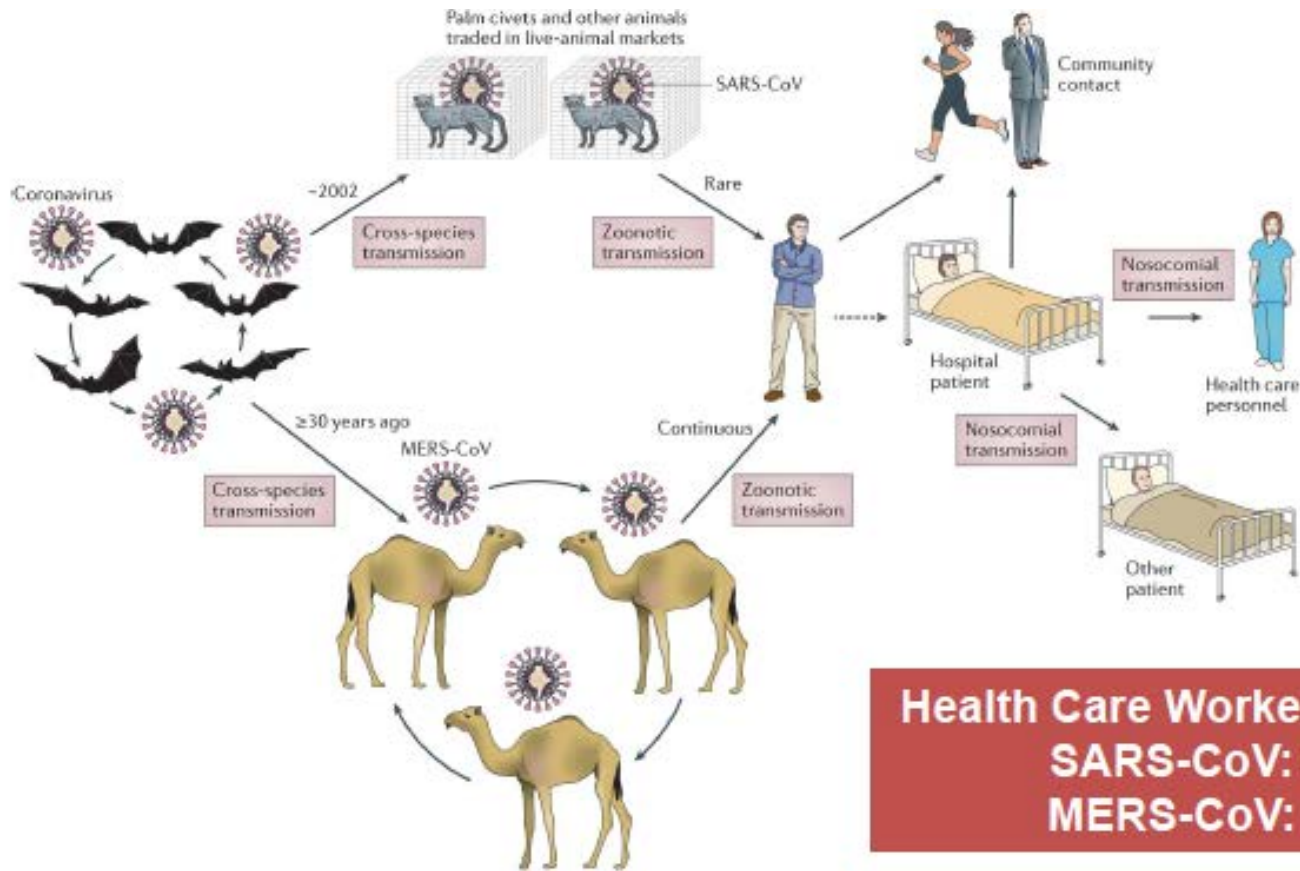 Palm civets and other animals
traded in live-animal markets
SARS-CoV
Community
contact
Coronavirus
~2002
Rare
Cross-species
transmission
Zoonotic
transmission
Nosocomial
transmission
Hospital
patient
Health care
personnel
≥30 years ago
MERS-CoV
Continuous
Nosocomial
transmission
Cross-species
transmission
Zoonotic
transmission
Other
patient
Health Care Worke
SARS-CoV:
MERS-CoV: